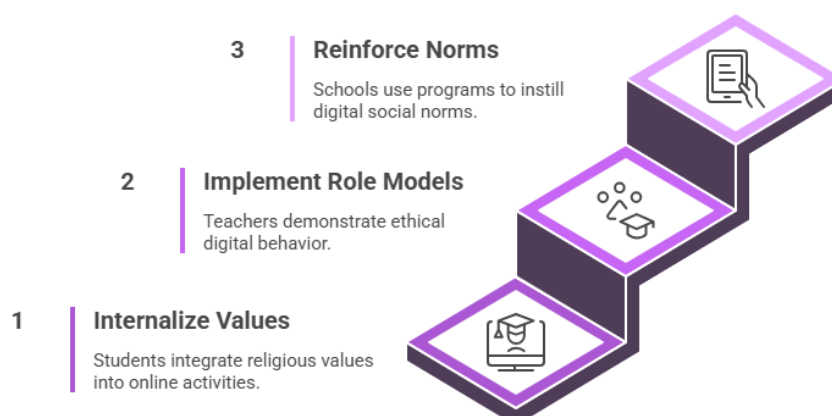 3
Reinforce Norms
Schools use programs to instill
digital social norms.
2
Implement Role Models
Teachers demonstrate ethical
digital behavior.
1
Internalize Values
Students integrate religious values
into online activities.